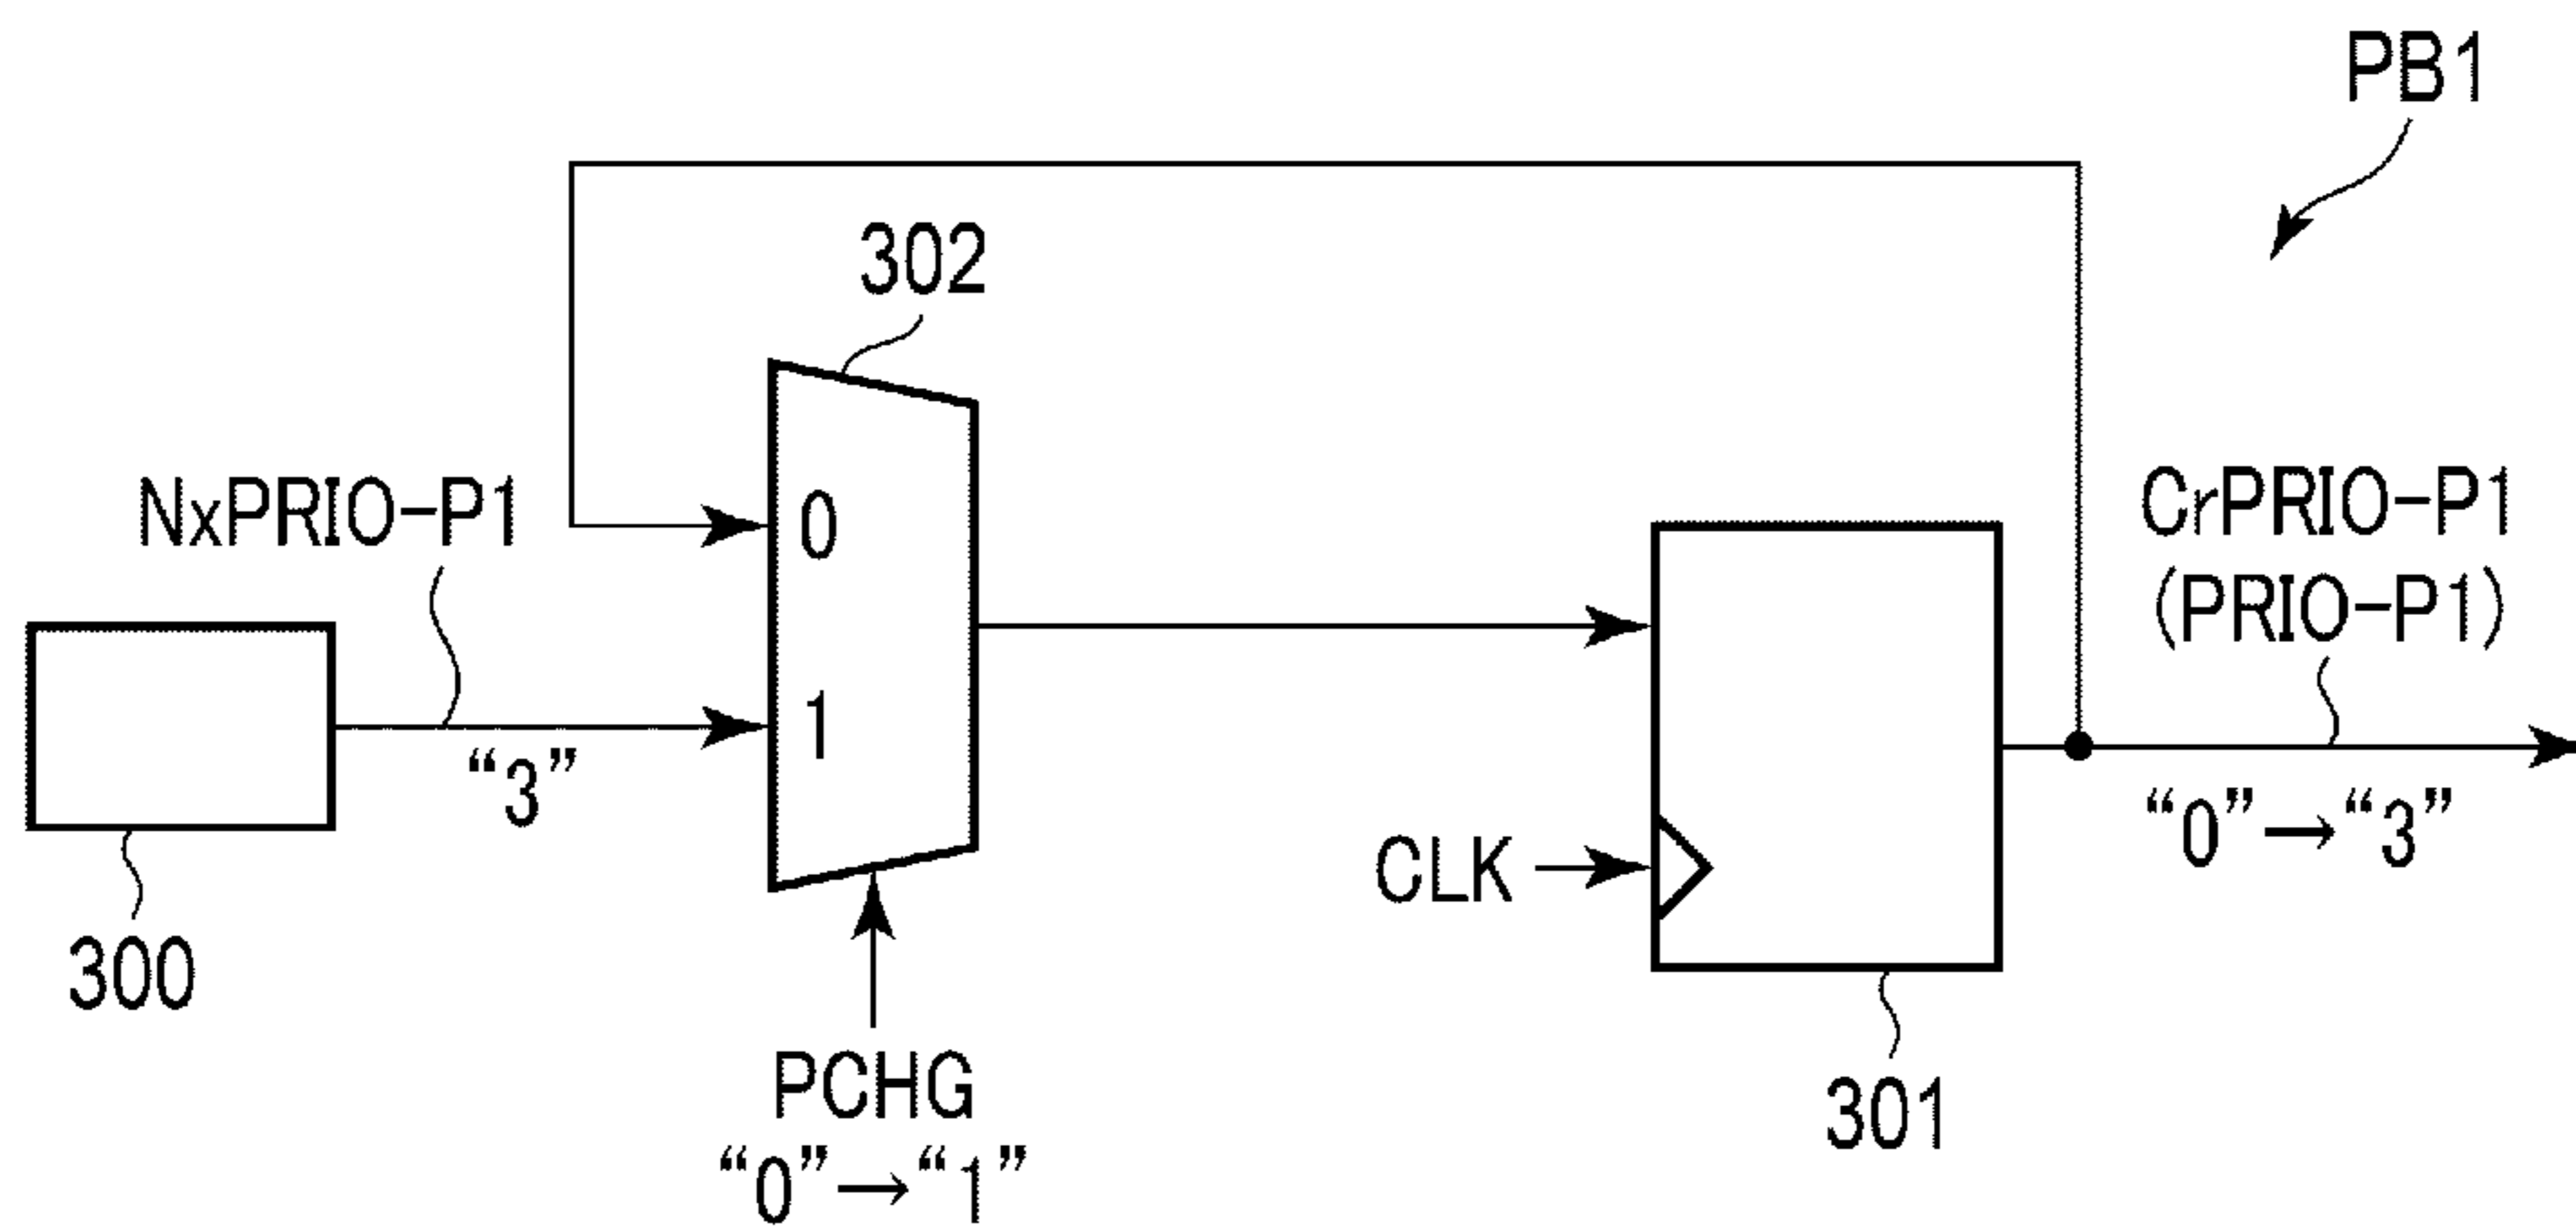 PB1
302
NxPRIO-P1
CrPRIO-P1
(PRIO-P1)
0
1
“3”
“0”→“3”
CLK
300
PCHG
“0”→“1”
301